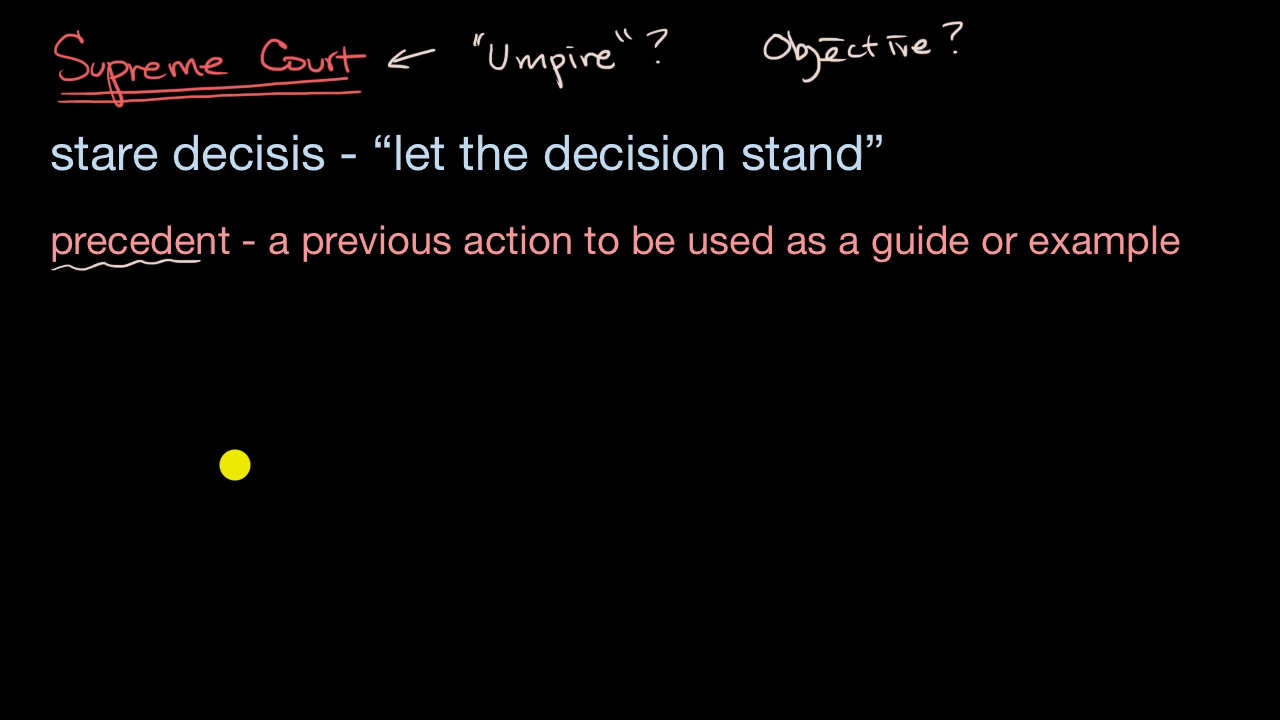 Supreme Court ← "Umpire"? Objective?
stare decisis - “let the decision stand”
precedent - a previous action to be used as a guide or example